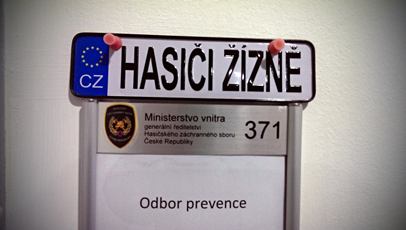 HASIČI ŽÍZNĚ
CZ
Ministerstvo vnitra
generální ředitelství
Hasičského záchranného sboru
České Republiky
371
Odbor prevence